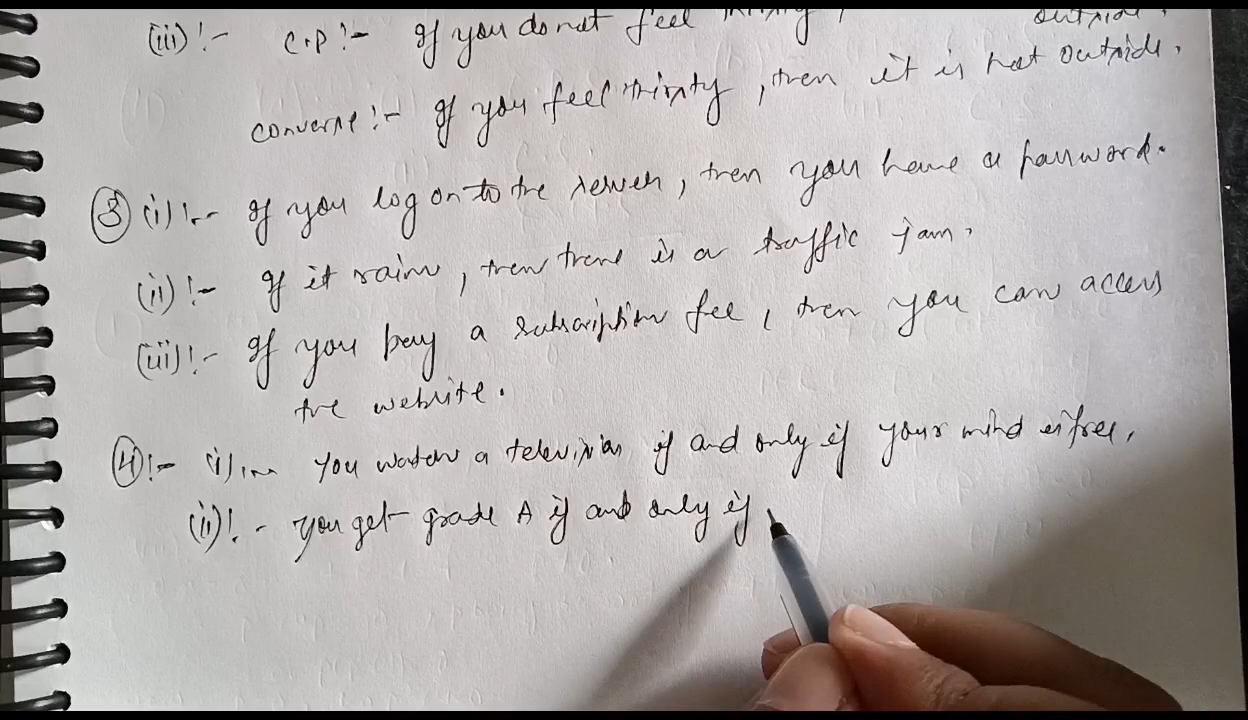 (iii) :- C.P :- If you do not feel thirsty, outside.
converse :- If you feel thirsty, then it is hot outside.
③ (i) :- If you log on to the server, then you have a password.
(ii) :- If it rains, then there is a traffic jam.
(iii) :- If you pay a subscription fee, then you can access
the website.
④ :- (i) :- You watch a television if and only if your mind is free.
(ii) :- you get grade A if and only if